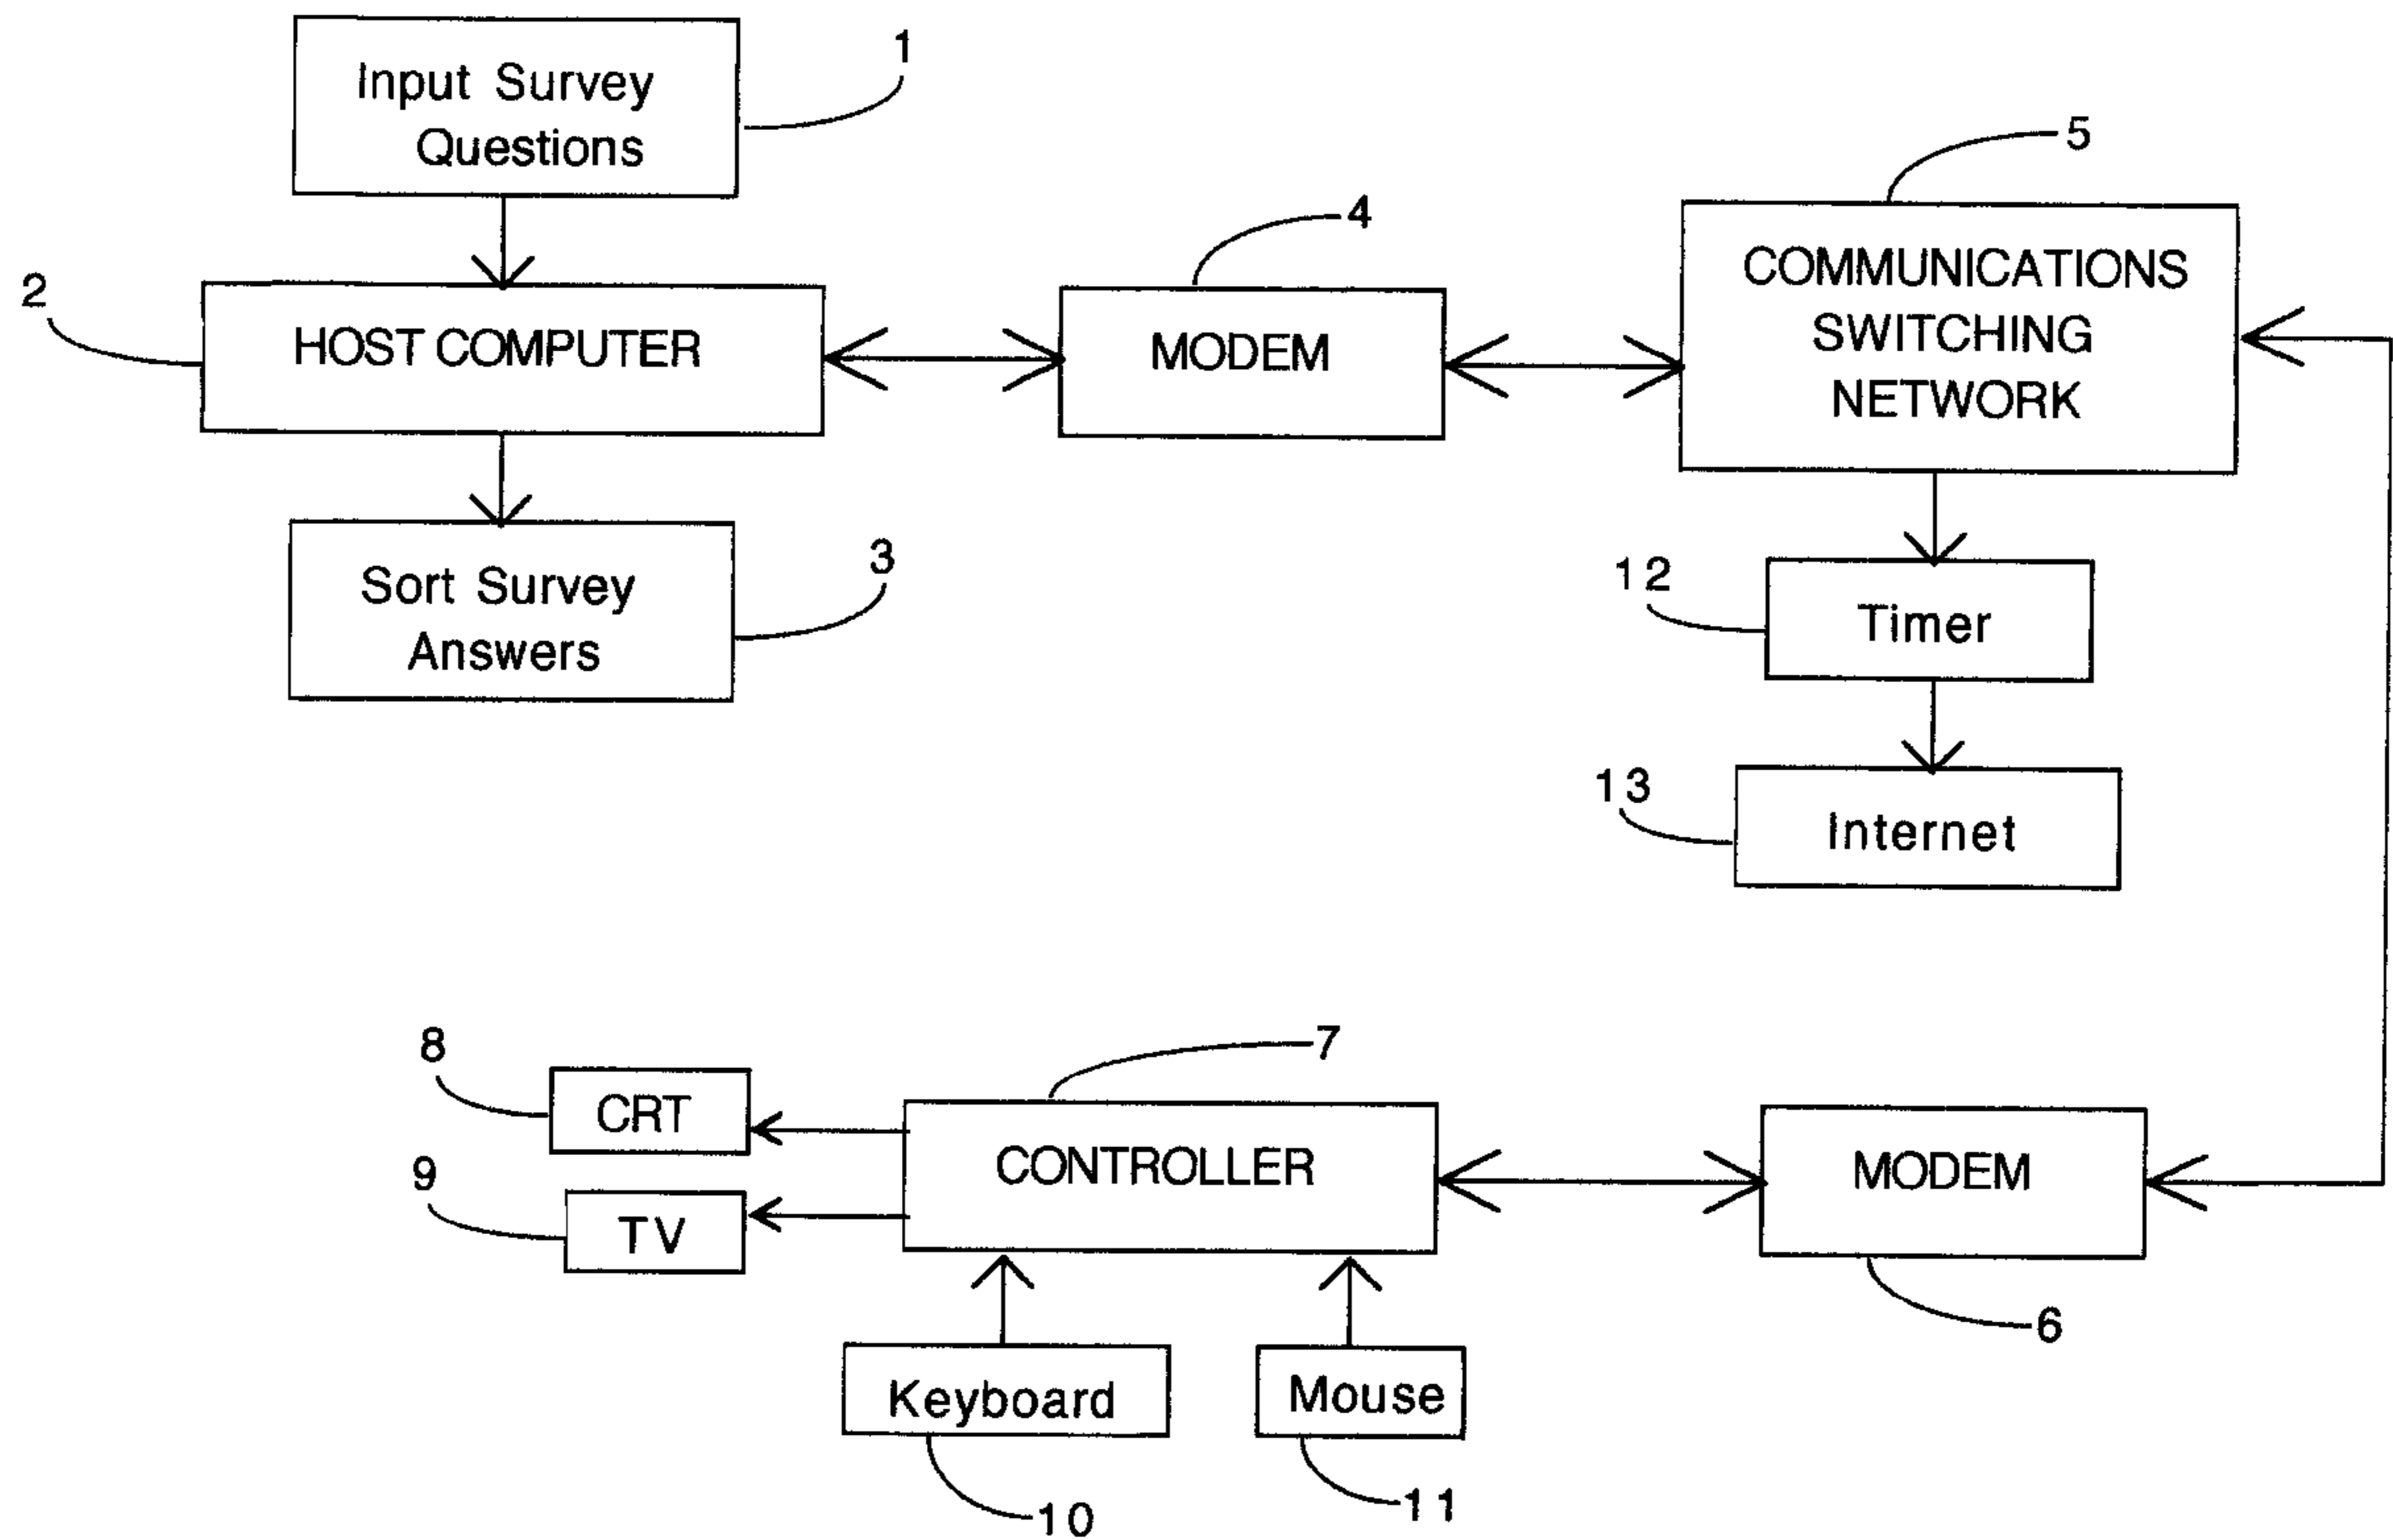 1
Input Survey
Questions
5
4
2
HOST COMPUTER
MODEM
COMMUNICATIONS
SWITCHING
NETWORK
3
Sort Survey
Answers
12
Timer
13
Internet
8
CRT
7
CONTROLLER
MODEM
9
TV
6
Keyboard
Mouse
10
11